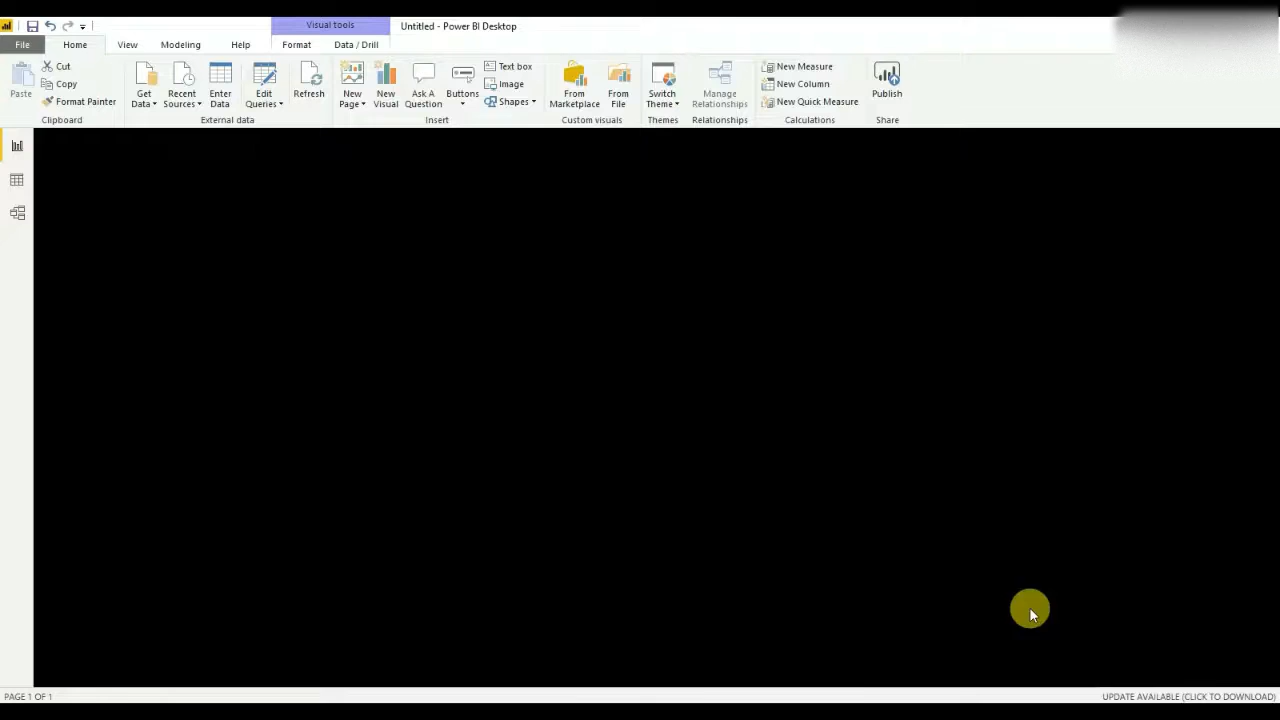 Visual tools
Untitled - Power BI Desktop
File Home View Modeling Help Format Data / Drill
Paste
Cut
Copy
Format Painter
Clipboard
Get Data
Recent Sources
Enter Data
Edit Queries
Refresh
External data
New Page
New Visual
Ask A Question
Buttons
Text box
Image
Shapes
Insert
From Marketplace
From File
Custom visuals
Switch Theme
Themes
Manage Relationships
Relationships
New Measure
New Column
New Quick Measure
Calculations
Publish
Share
PAGE 1 OF 1
UPDATE AVAILABLE (CLICK TO DOWNLOAD)